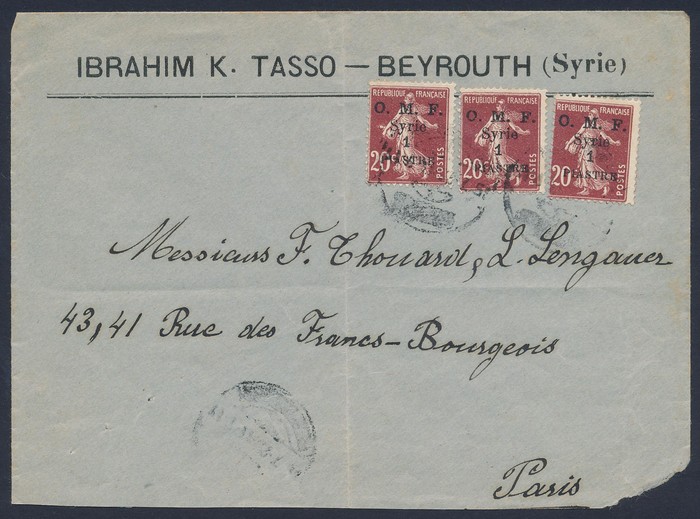 IBRAHIM K. TASSO — BEYROUTH (Syrie)
REPUBLIQUE FRANÇAISE
O. M. F.
Syrie
1
PIASTRE
20
POSTES
REPUBLIQUE FRANÇAISE
O. M. F.
Syrie
1
PIASTRE
20
POSTES
REPUBLIQUE FRANÇAISE
O. M. F.
Syrie
1
PIASTRE
20
POSTES
Messieurs F. Thouard, L. Lengauer
43, 41 Rue des Francs-Bourgeois
Paris